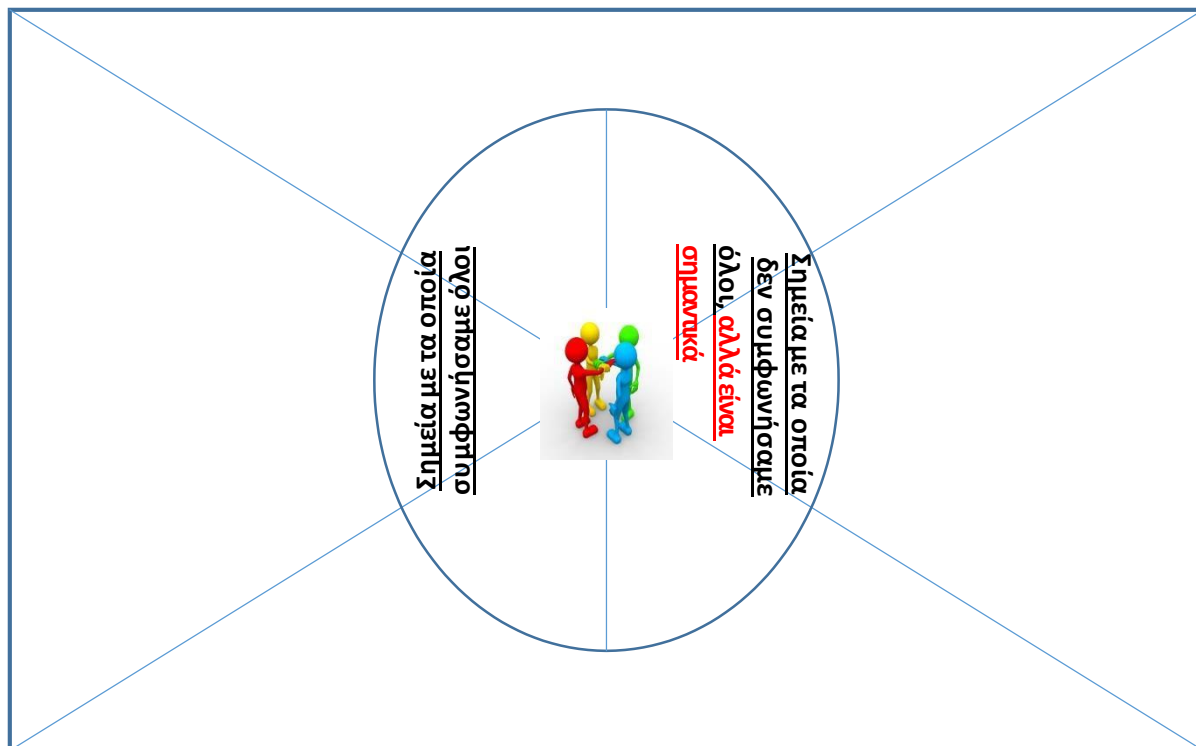 Σημεία με τα οποία
συμφωνήσαμε όλοι
Σημεία με τα οποία
δεν συμφωνήσαμε
όλοι, αλλά είναι
σημαντικά